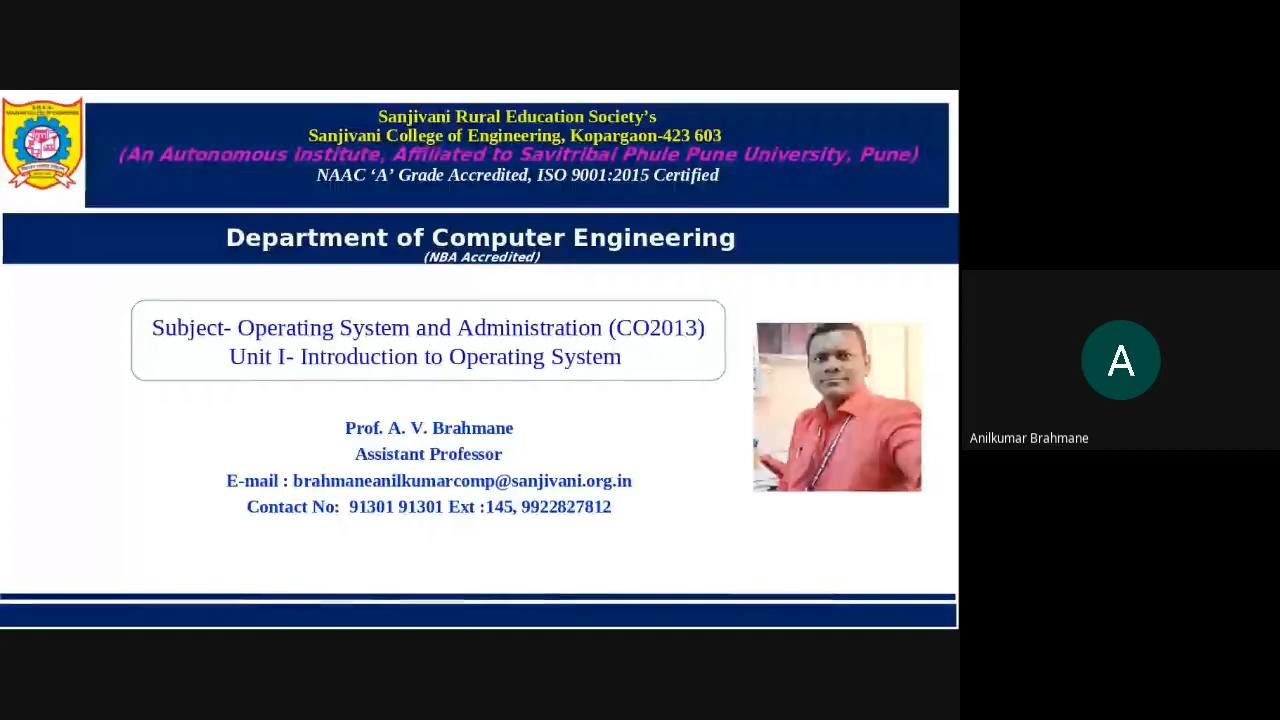 Sanjivani Rural Education Society's
Sanjivani College of Engineering, Kopargaon-423 603
(An Autonomous Institute, Affiliated to Savitribai Phule Pune University, Pune)
NAAC ‘A’ Grade Accredited, ISO 9001:2015 Certified
Department of Computer Engineering
(NBA Accredited)
Subject- Operating System and Administration (CO2013)
Unit I- Introduction to Operating System
Prof. A. V. Brahmane
Assistant Professor
E-mail : brahmaneanilkumarcomp@sanjivani.org.in
Contact No:  91301 91301 Ext :145, 9922827812
A
Anilkumar Brahmane